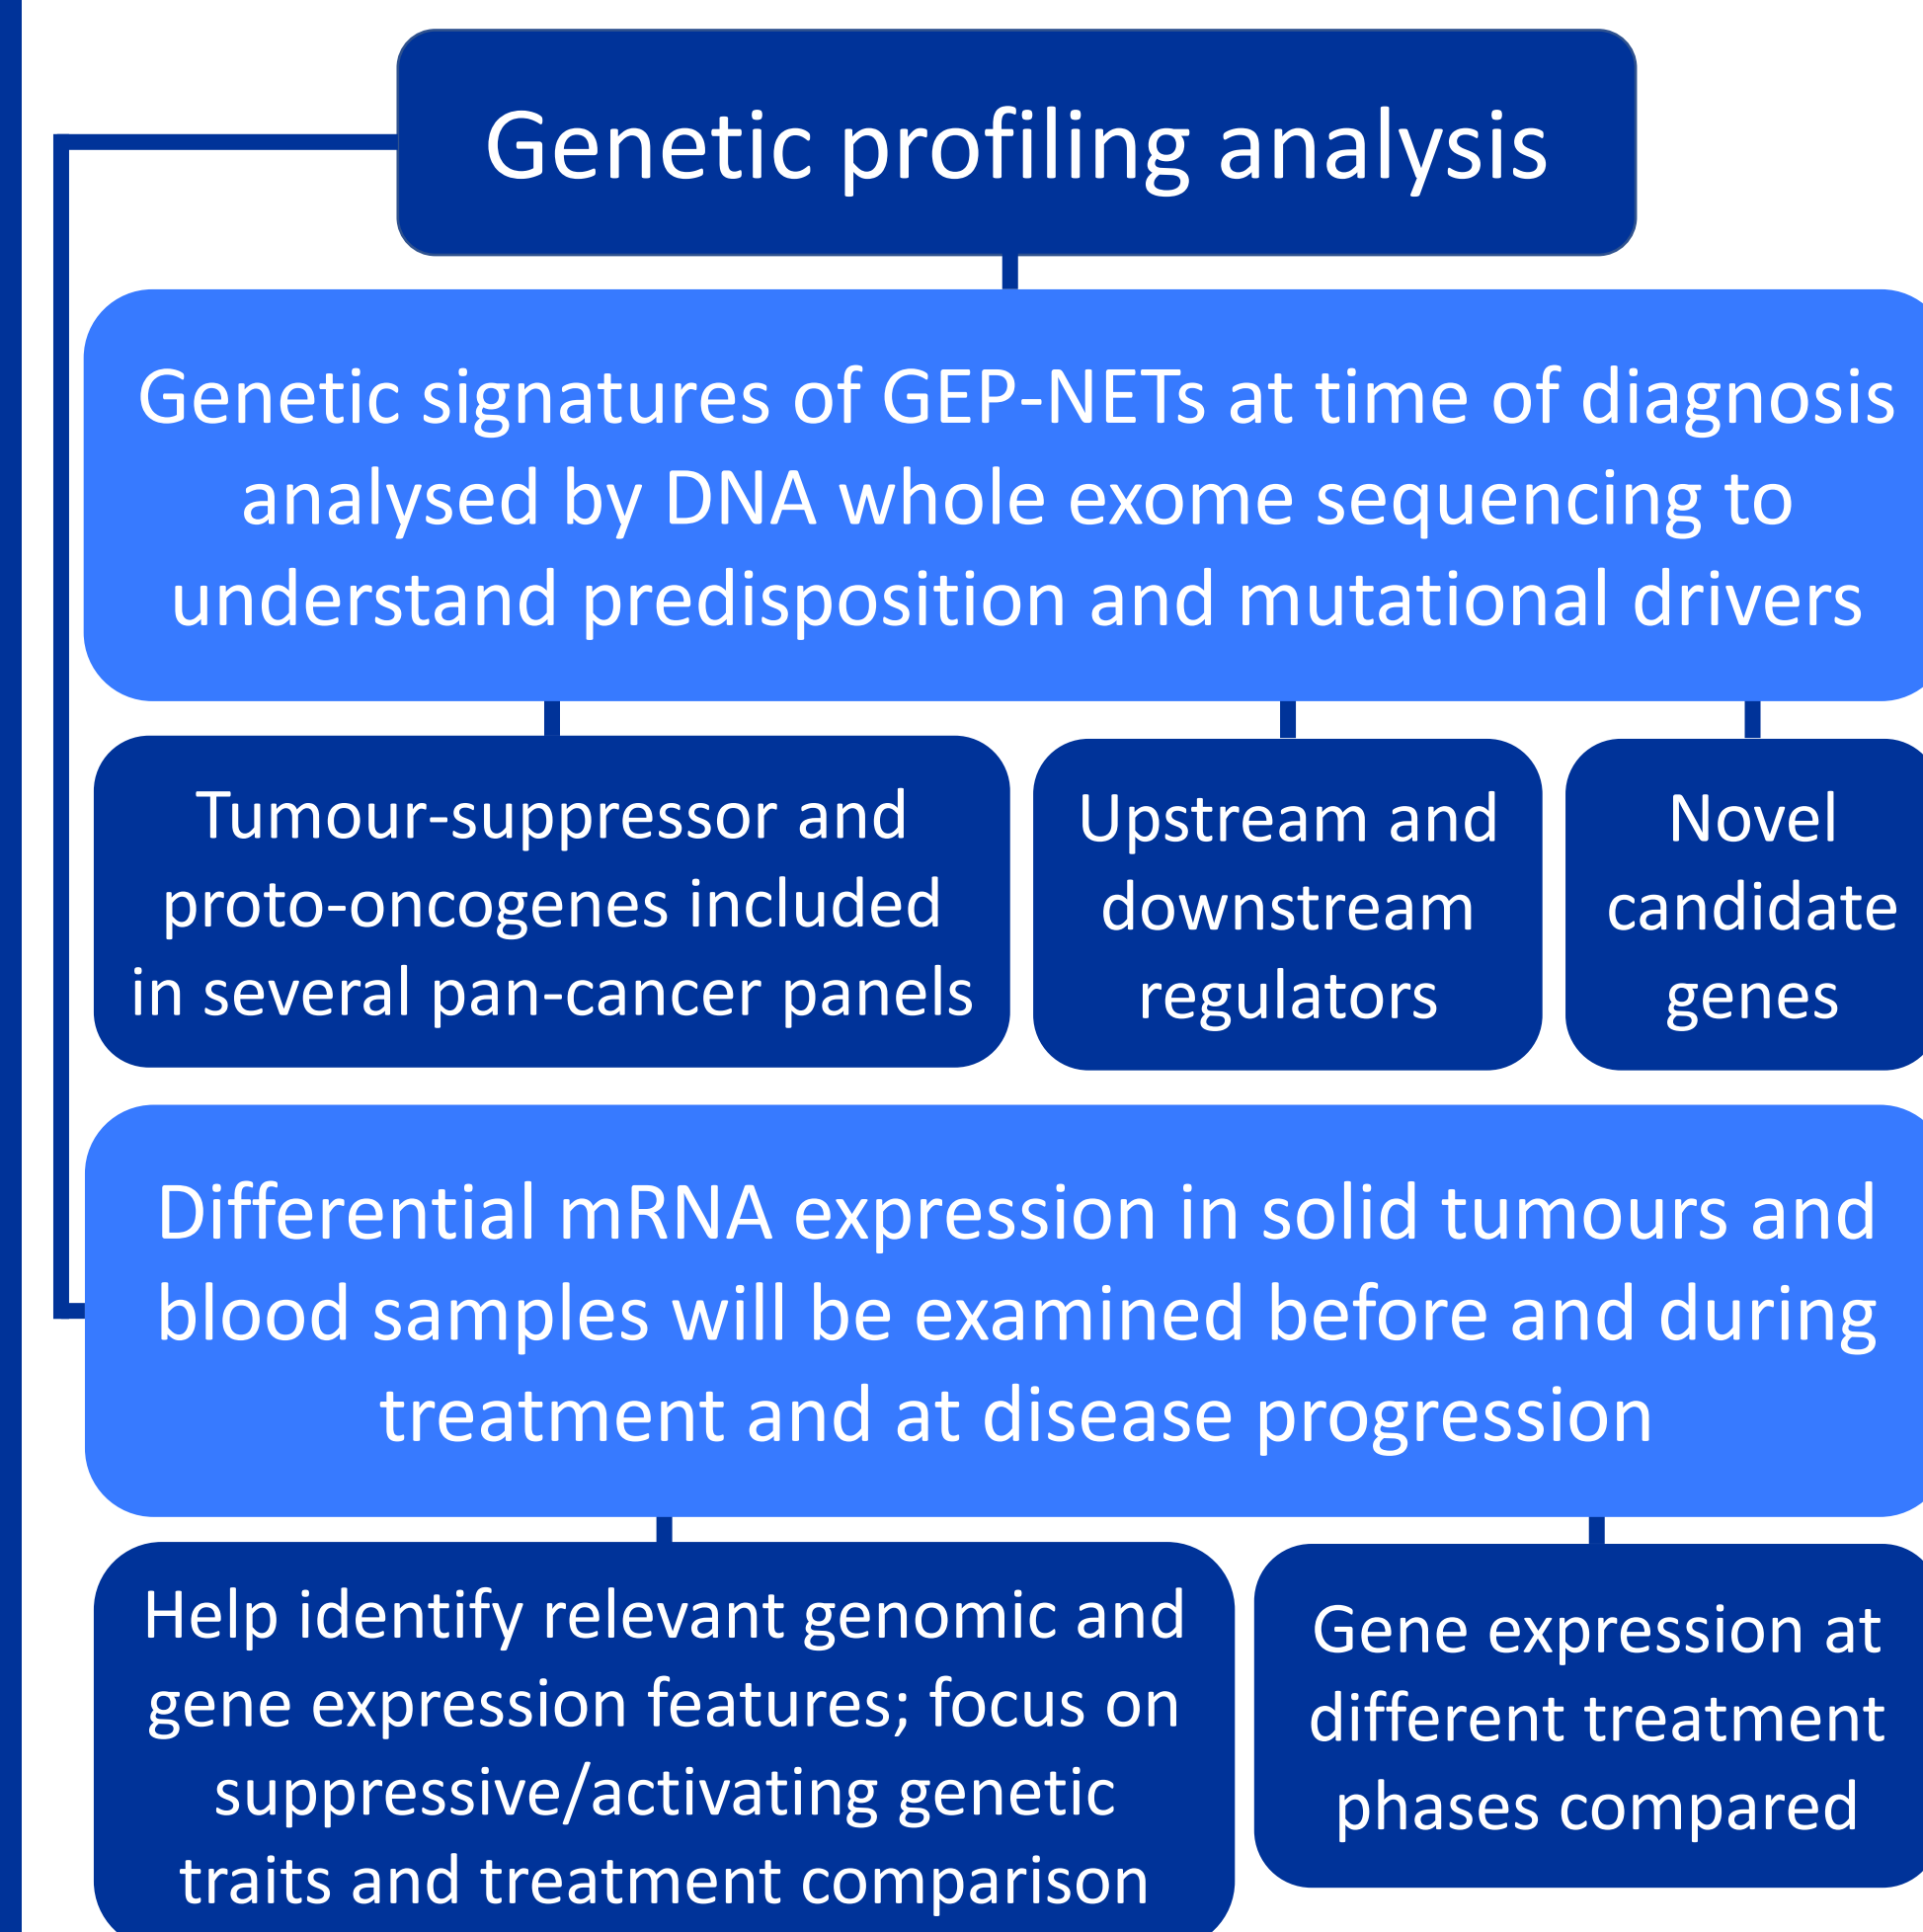 Genetic profiling analysis
Genetic signatures of GEP-NETs at time of diagnosis
analysed by DNA whole exome sequencing to
understand predisposition and mutational drivers
Tumour-suppressor and
proto-oncogenes included
in several pan-cancer panels
Upstream and
downstream
regulators
Novel
candidate
genes
Differential mRNA expression in solid tumours and
blood samples will be examined before and during
treatment and at disease progression
Help identify relevant genomic and
gene expression features; focus on
suppressive/activating genetic
traits and treatment comparison
Gene expression at
different treatment
phases compared